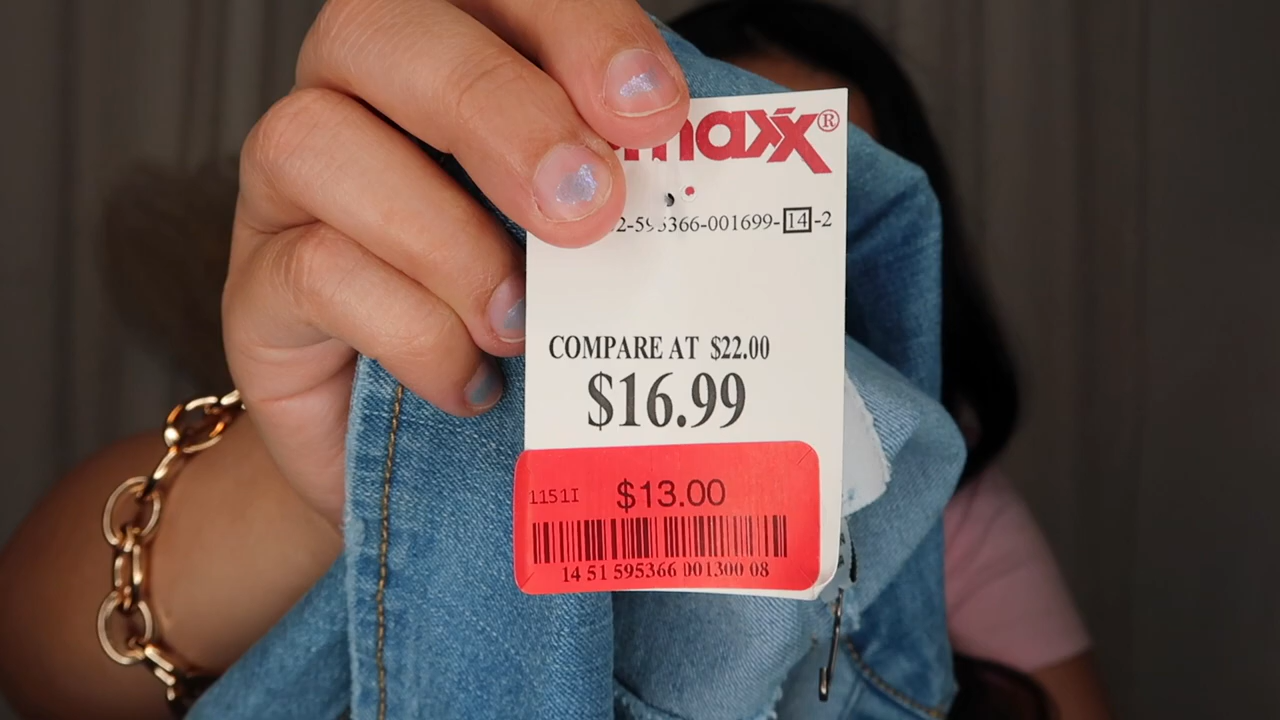 maxx®
2-595366-001699-14-2
COMPARE AT $22.00
$16.99
1151I $13.00
14 51 595366 001300 08